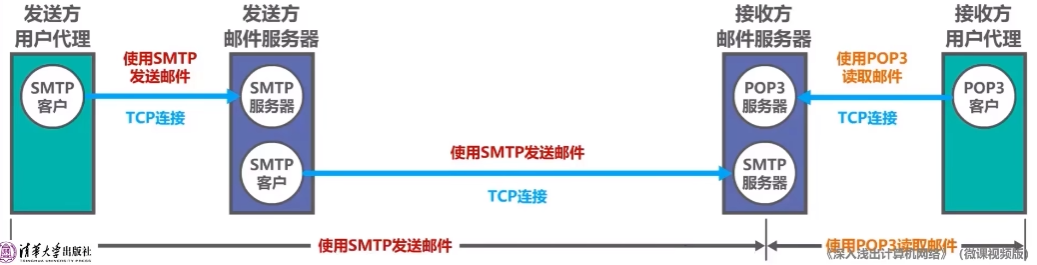 发送方
用户代理
发送方
邮件服务器
接收方
邮件服务器
接收方
用户代理
SMTP
客户
使用SMTP
发送邮件
TCP连接
SMTP
服务器
SMTP
客户
使用SMTP发送邮件
TCP连接
POP3
服务器
SMTP
服务器
使用POP3
读取邮件
TCP连接
POP3
客户
清华大学出版社
TSINGHUA UNIVERSITY PRESS
使用SMTP发送邮件
使用POP3读取邮件
《深入浅出计算机网络》（微课视频版）